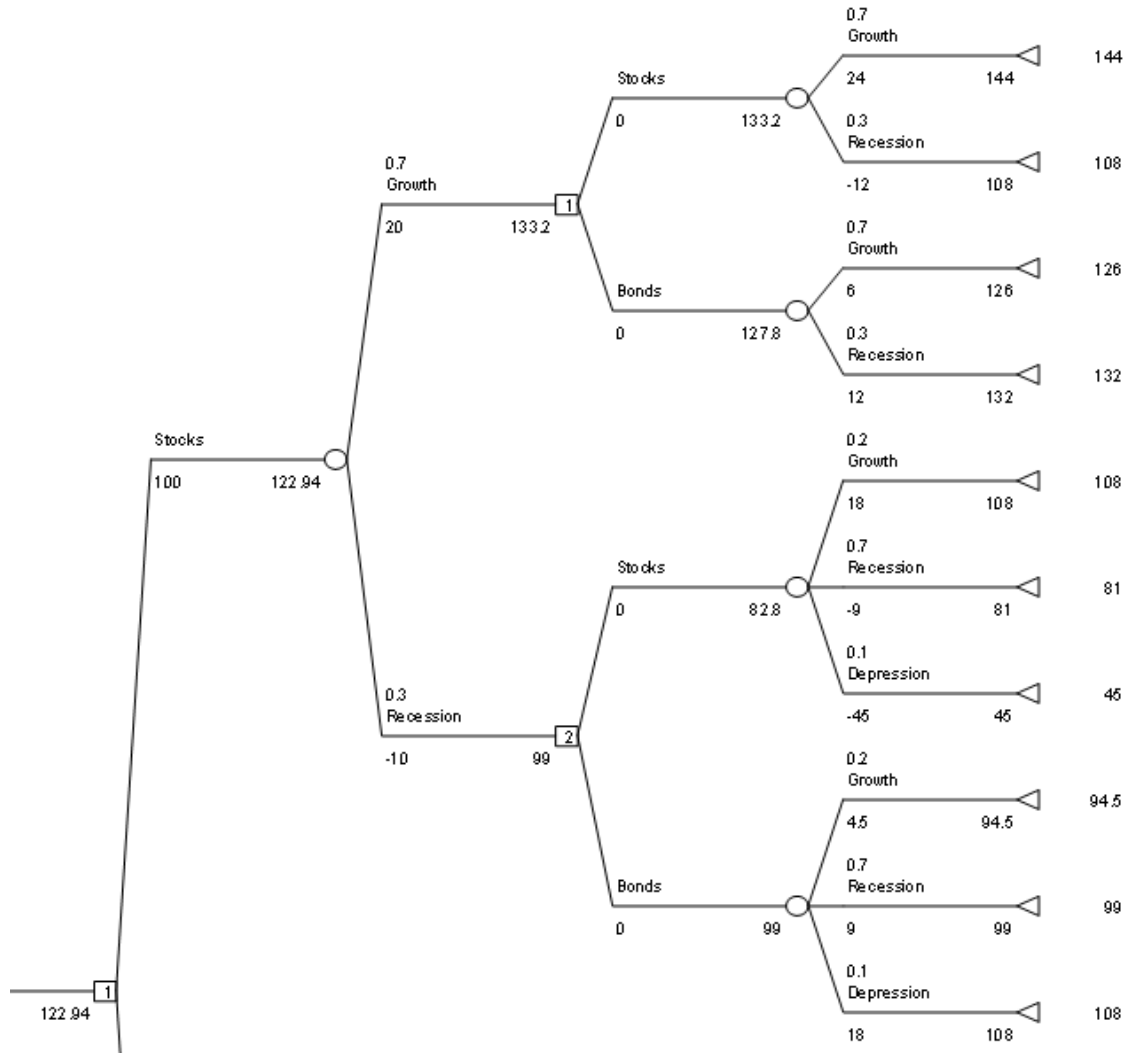 0.7
Growth
144
24 144
Stocks
0 133.2
0.3
Recession
108
-12 108
0.7
Growth
20 133.2
1
0.7
Growth
126
6 126
Bonds
0 127.8
0.3
Recession
132
12 132
Stocks
100 122.94
0.2
Growth
108
18 108
0.7
Recession
81
-9 81
Stocks
0 82.8
0.1
Depression
45
-45 45
0.3
Recession
-10 99
2
0.2
Growth
94.5
4.5 94.5
0.7
Recession
99
9 99
Bonds
0 99
0.1
Depression
108
18 108
1
122.94